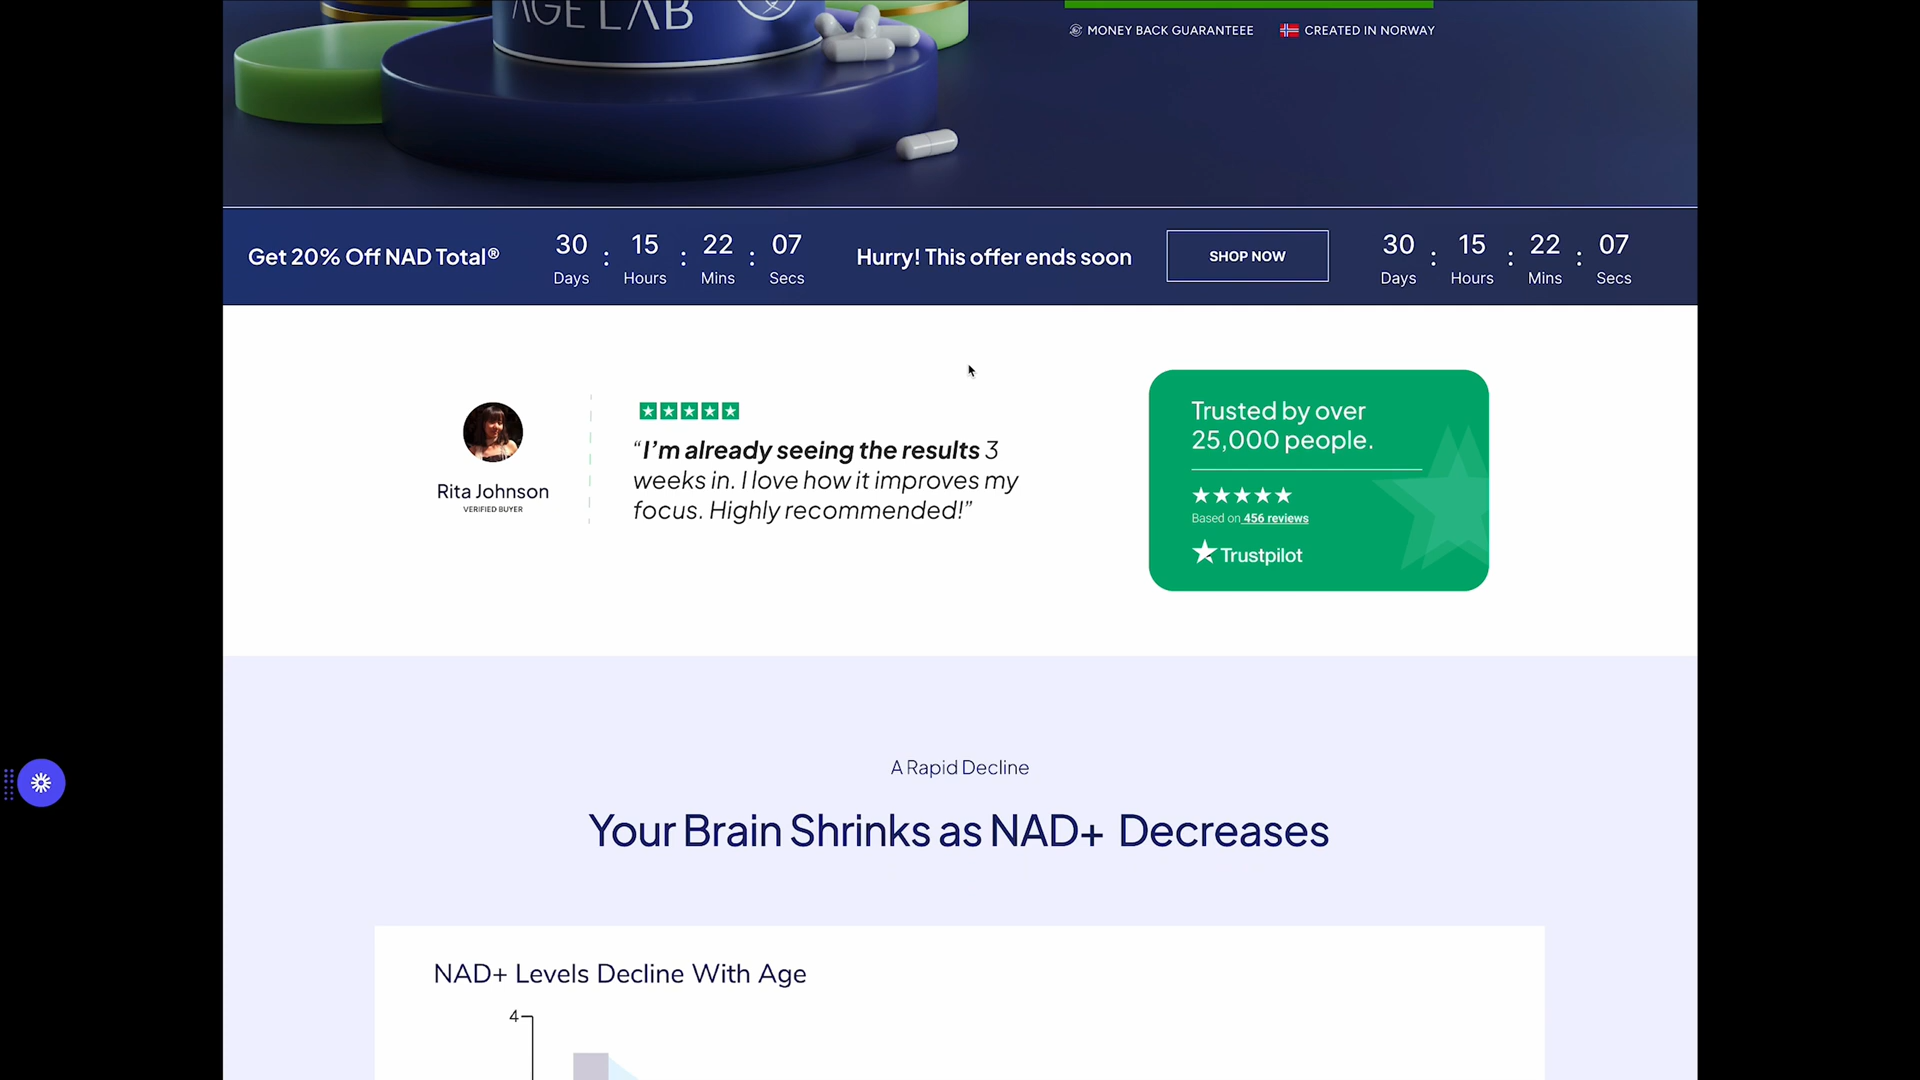 AGE LAB
MONEY BACK GUARANTEEE
CREATED IN NORWAY
Get 20% Off NAD Total®
30 : 15 : 22 : 07
Days Hours Mins Secs
Hurry! This offer ends soon
SHOP NOW
30 : 15 : 22 : 07
Days Hours Mins Secs
Rita Johnson
VERIFIED BUYER
“I’m already seeing the results 3
weeks in. I love how it improves my
focus. Highly recommended!”
Trusted by over
25,000 people.
Based on 456 reviews
Trustpilot
A Rapid Decline
Your Brain Shrinks as NAD+ Decreases
NAD+ Levels Decline With Age
4